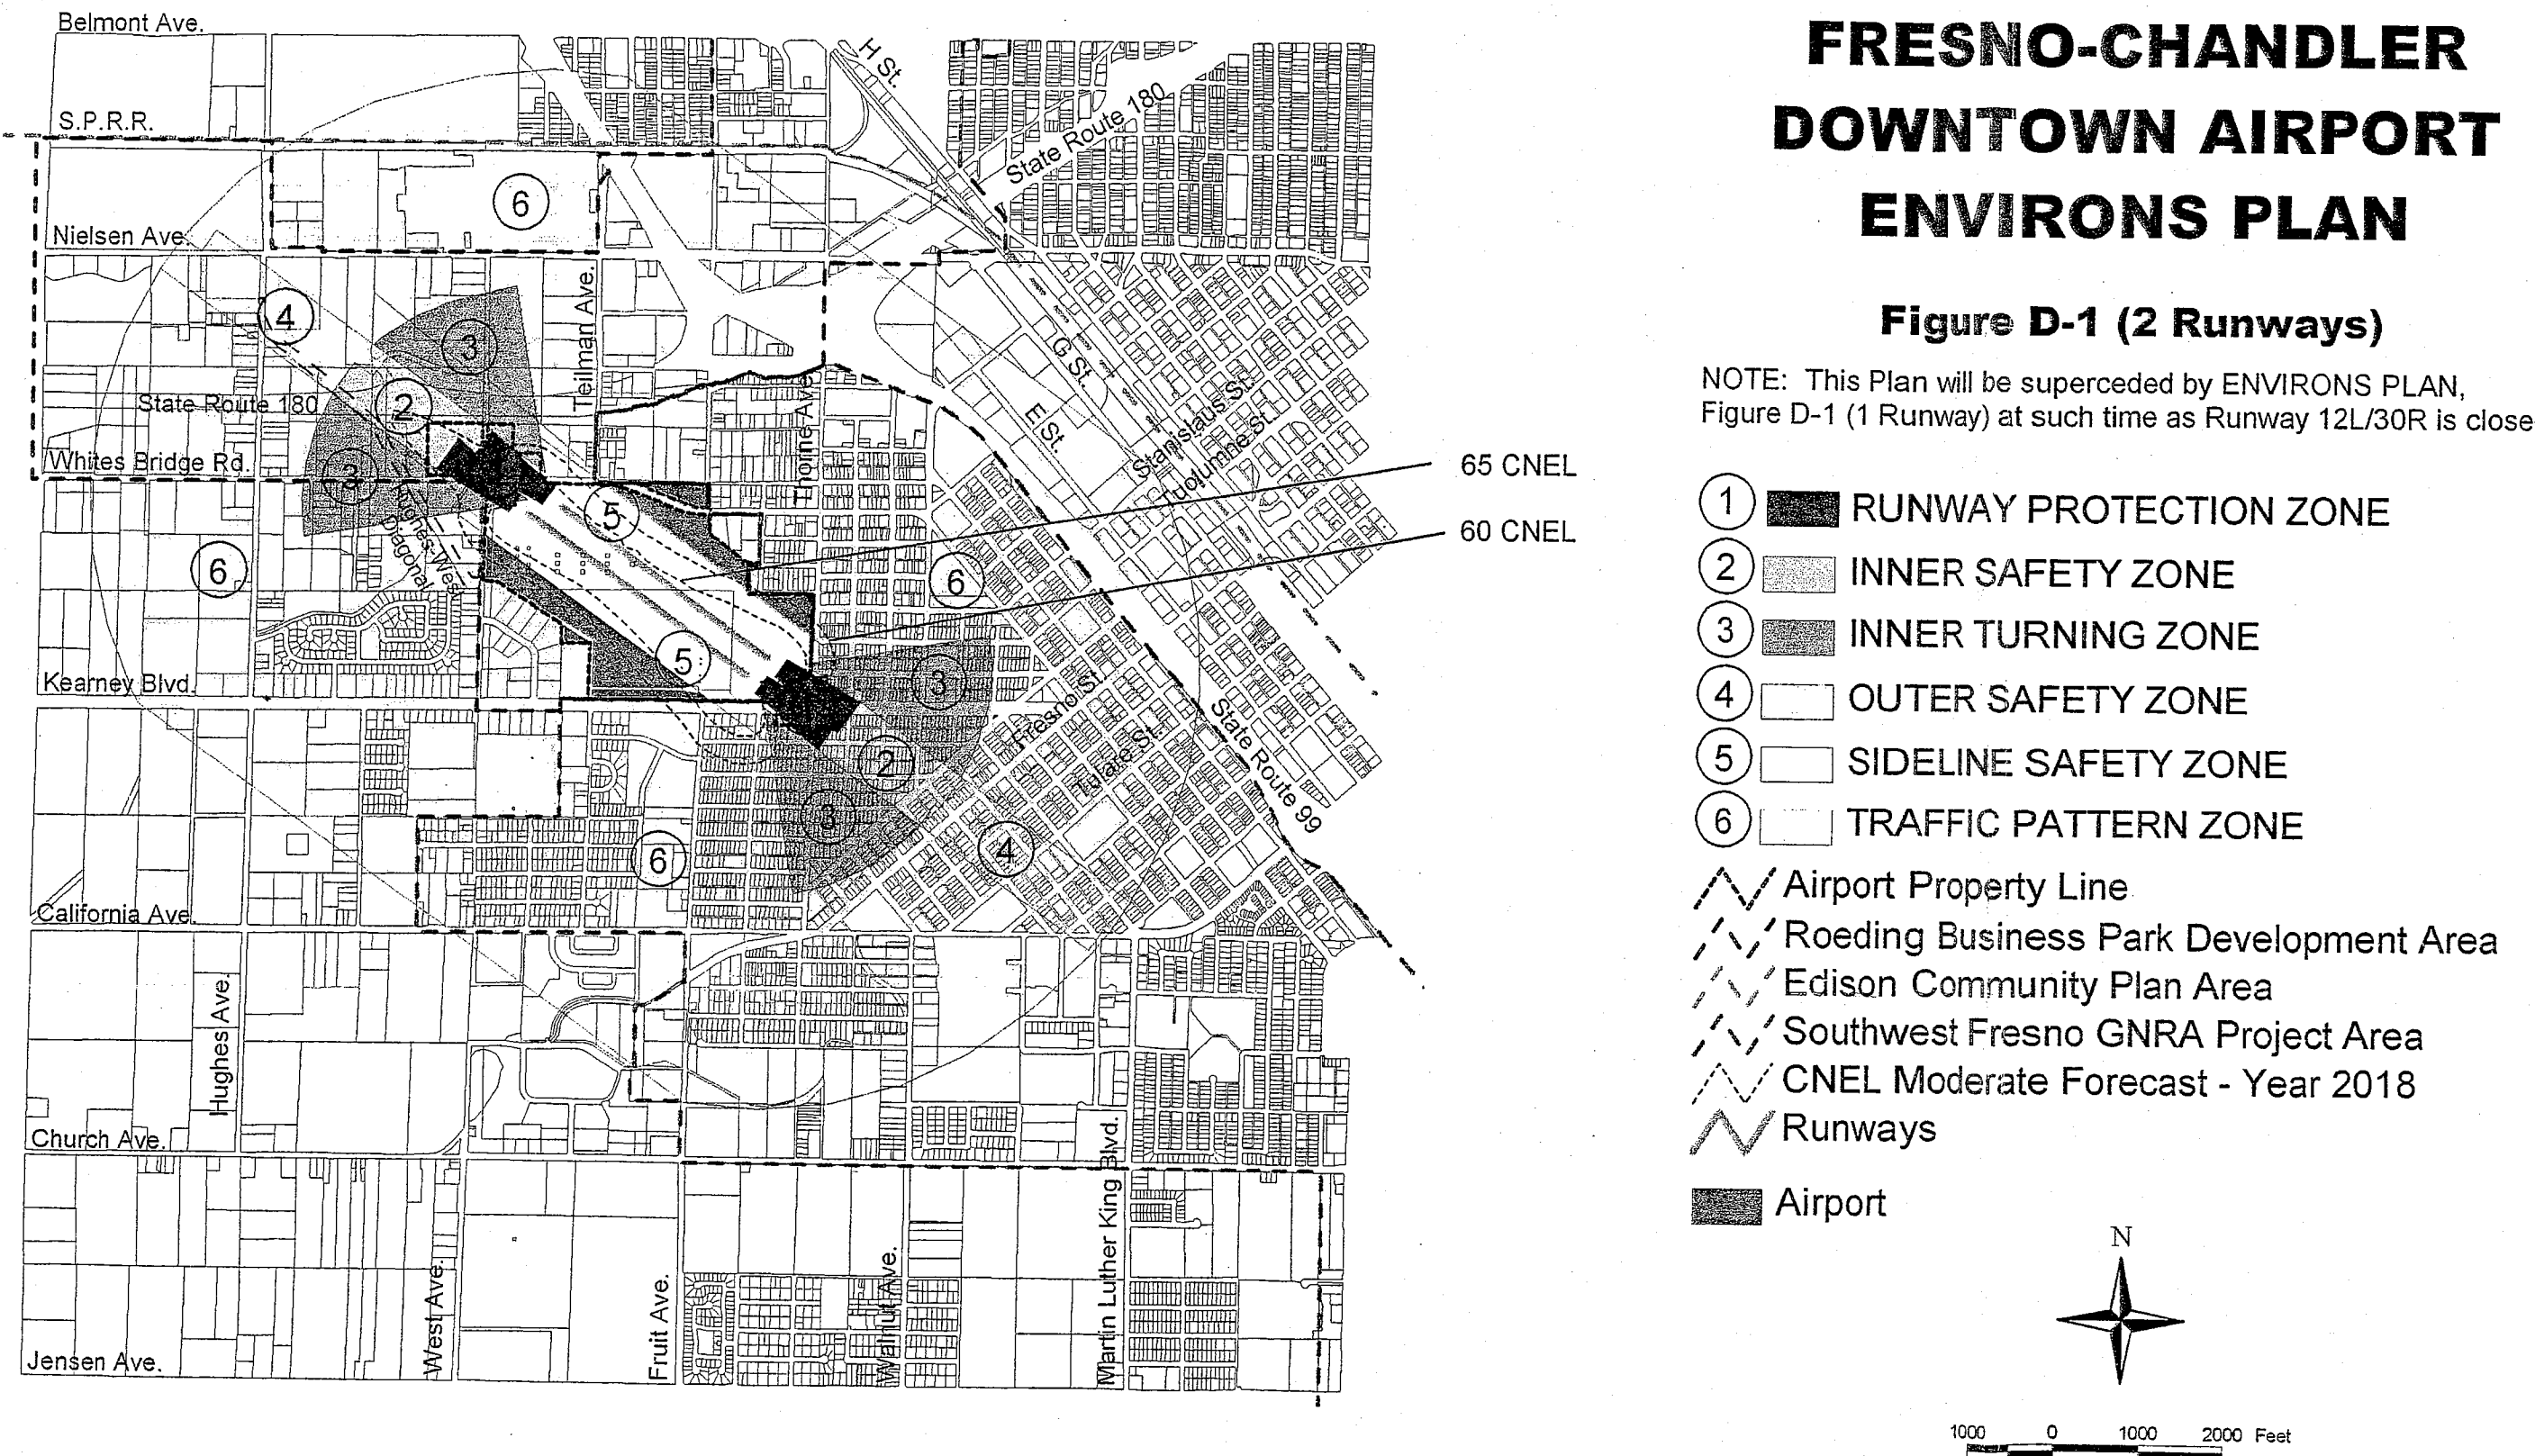 FRESNO-CHANDLER
DOWNTOWN AIRPORT
ENVIRONS PLAN
Figure D-1 (2 Runways)
NOTE: This Plan will be superceded by ENVIRONS PLAN,
Figure D-1 (1 Runway) at such time as Runway 12L/30R is close
1 RUNWAY PROTECTION ZONE
2 INNER SAFETY ZONE
3 INNER TURNING ZONE
4 OUTER SAFETY ZONE
5 SIDELINE SAFETY ZONE
6 TRAFFIC PATTERN ZONE
Airport Property Line
Roeding Business Park Development Area
Edison Community Plan Area
Southwest Fresno GNRA Project Area
CNEL Moderate Forecast - Year 2018
Runways
Airport
N
1000 0 1000 2000 Feet
Belmont Ave.
H St.
S.P.R.R.
State Route 180
6
Nielsen Ave.
4
3
Teilman Ave.
G St.
2
State Route 180
Thorne Ave.
E St.
Stanislaus St.
Tuolumne St.
Whites Bridge Rd.
3
65 CNEL
5
60 CNEL
Hughes-West
Diagonal
6
6
5
Kearney Blvd.
3
Fresno St.
Tulare St.
State Route 99
2
3
4
6
California Ave.
Hughes Ave.
Church Ave.
West Ave.
Fruit Ave.
Walnut Ave.
Martin Luther King Blvd.
Jensen Ave.